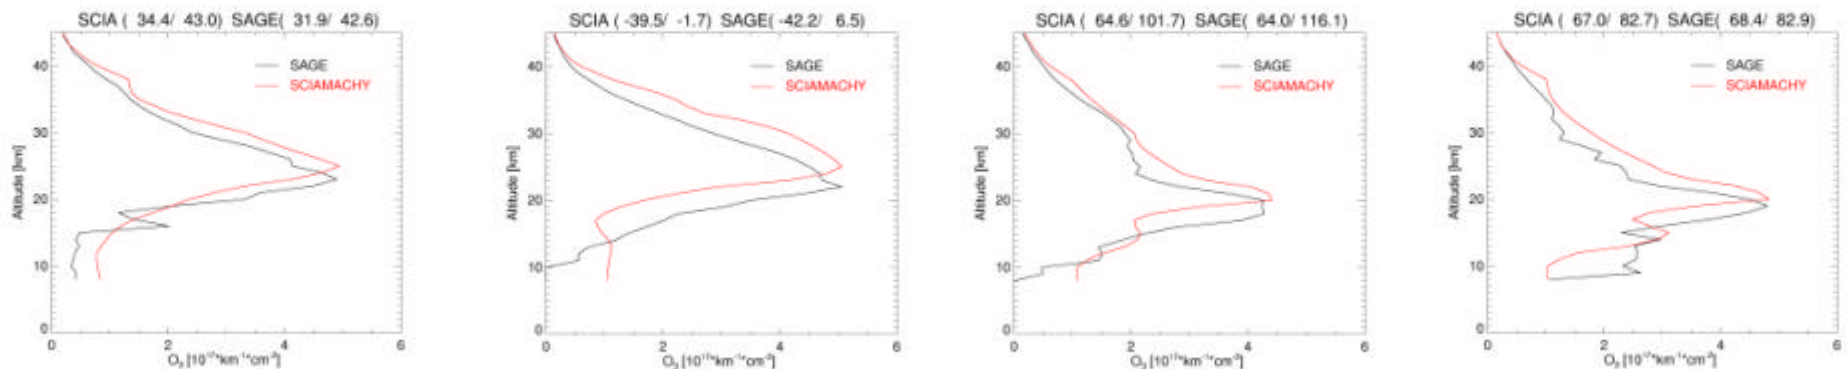 SCIA ( 34.4/ 43.0) SAGE( 31.9/ 42.6)
SAGE
SCIAMACHY
Altitude [km]
40
30
20
10
0
0 2 4 6
SCIA ( -39.5/ -1.7) SAGE( -42.2/ 6.5)
SAGE
SCIAMACHY
Altitude [km]
40
30
20
10
0
0 2 4 6
SCIA ( 64.6/ 101.7) SAGE( 64.0/ 116.1)
SAGE
SCIAMACHY
Altitude [km]
40
30
20
10
0
0 2 4 6
SCIA ( 67.0/ 82.7) SAGE( 68.4/ 82.9)
SAGE
SCIAMACHY
Altitude [km]
40
30
20
10
0
0 2 4 6